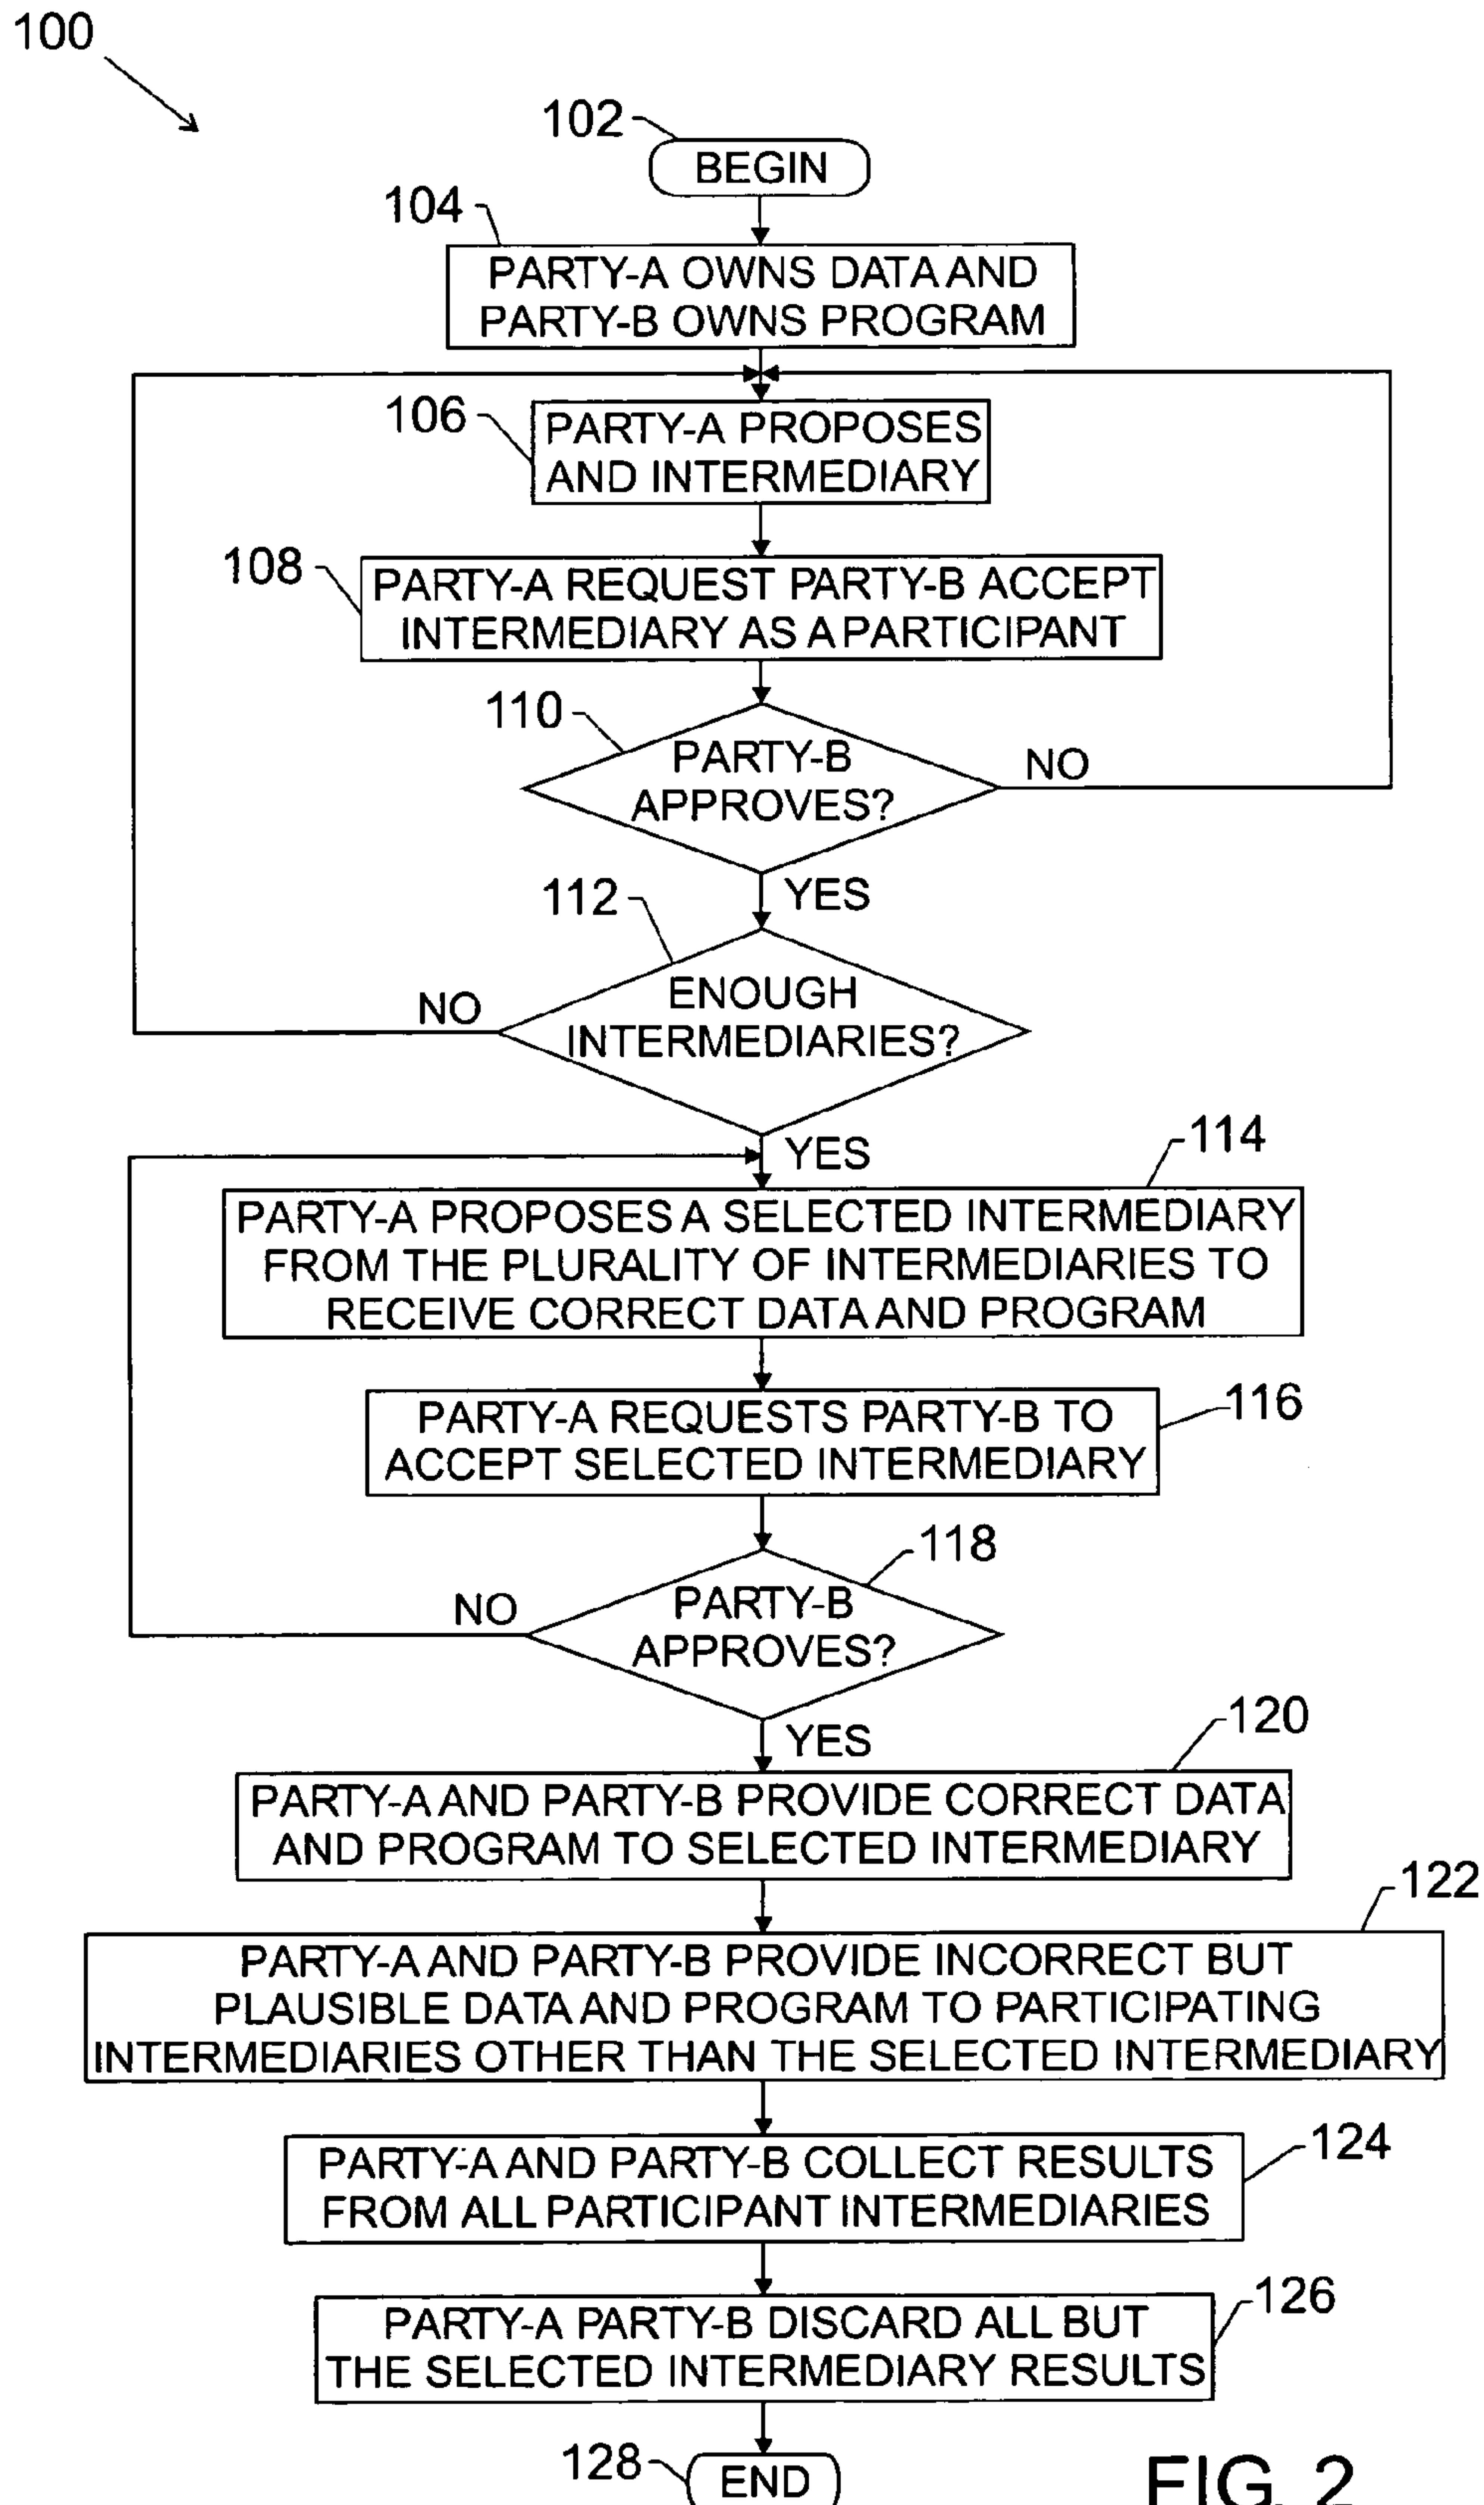 100
102
BEGIN
104
PARTY-A OWNS DATA AND
PARTY-B OWNS PROGRAM
106
PARTY-A PROPOSES
AND INTERMEDIARY
108
PARTY-A REQUEST PARTY-B ACCEPT
INTERMEDIARY AS A PARTICIPANT
110
PARTY-B
APPROVES?
NO
YES
112
ENOUGH
INTERMEDIARIES?
NO
YES
114
PARTY-A PROPOSES A SELECTED INTERMEDIARY
FROM THE PLURALITY OF INTERMEDIARIES TO
RECEIVE CORRECT DATA AND PROGRAM
116
PARTY-A REQUESTS PARTY-B TO
ACCEPT SELECTED INTERMEDIARY
118
PARTY-B
APPROVES?
NO
YES
120
PARTY-A AND PARTY-B PROVIDE CORRECT DATA
AND PROGRAM TO SELECTED INTERMEDIARY
122
PARTY-A AND PARTY-B PROVIDE INCORRECT BUT
PLAUSIBLE DATA AND PROGRAM TO PARTICIPATING
INTERMEDIARIES OTHER THAN THE SELECTED INTERMEDIARY
124
PARTY-A AND PARTY-B COLLECT RESULTS
FROM ALL PARTICIPANT INTERMEDIARIES
126
PARTY-A PARTY-B DISCARD ALL BUT
THE SELECTED INTERMEDIARY RESULTS
128
END
FIG. 2